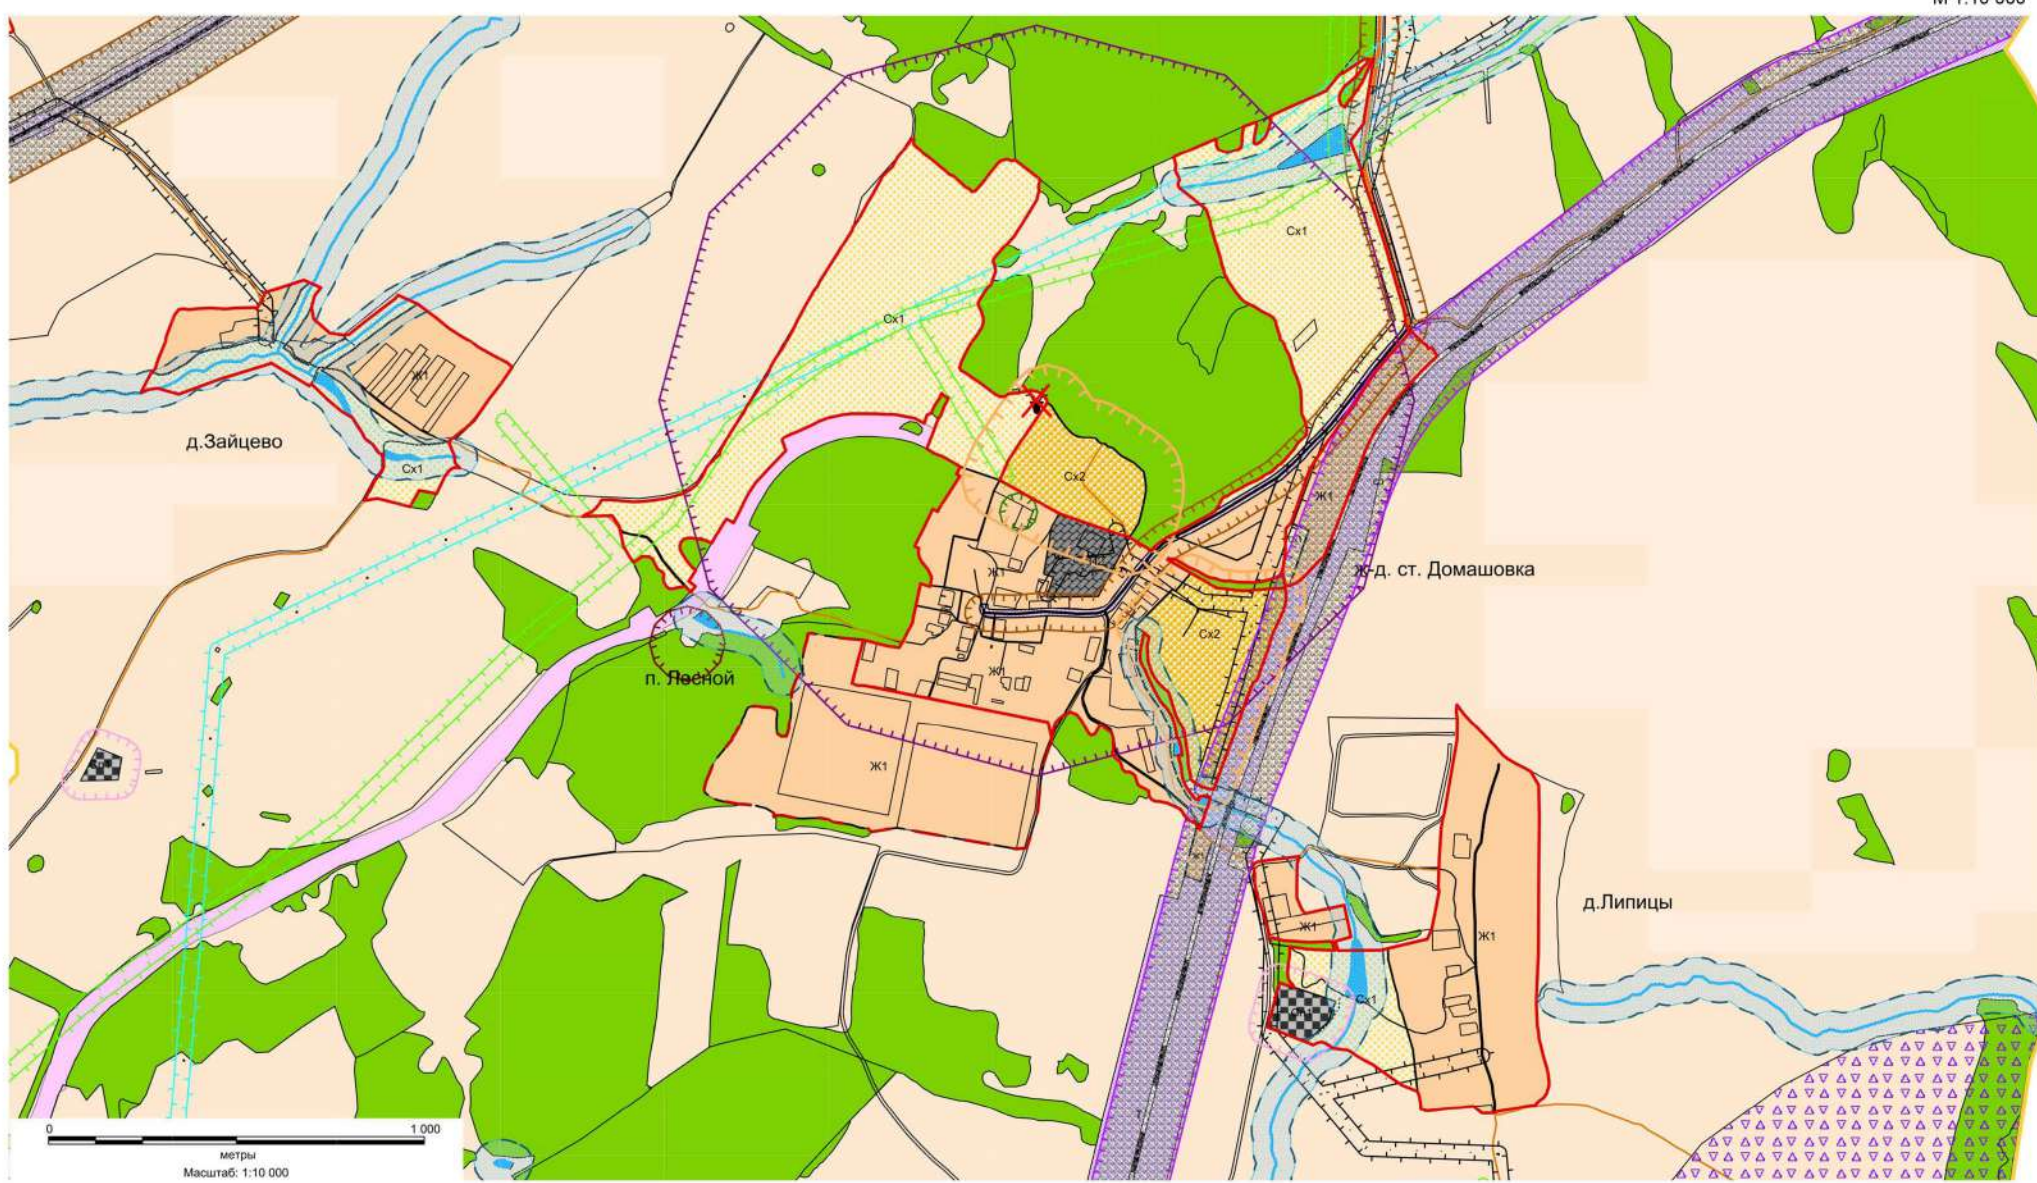 М 1:10 000
Сх1
Сх1
Ж1
д.Зайцево
Сх1
Сх2
Ж1
ж-д. ст. Домашовка
Ж1
Сх2
п. Лесной
Ж1
Ж1
д.Липицы
Ж1
Ж1
Сх1
Т
0 1 000
метры
Масштаб: 1:10 000